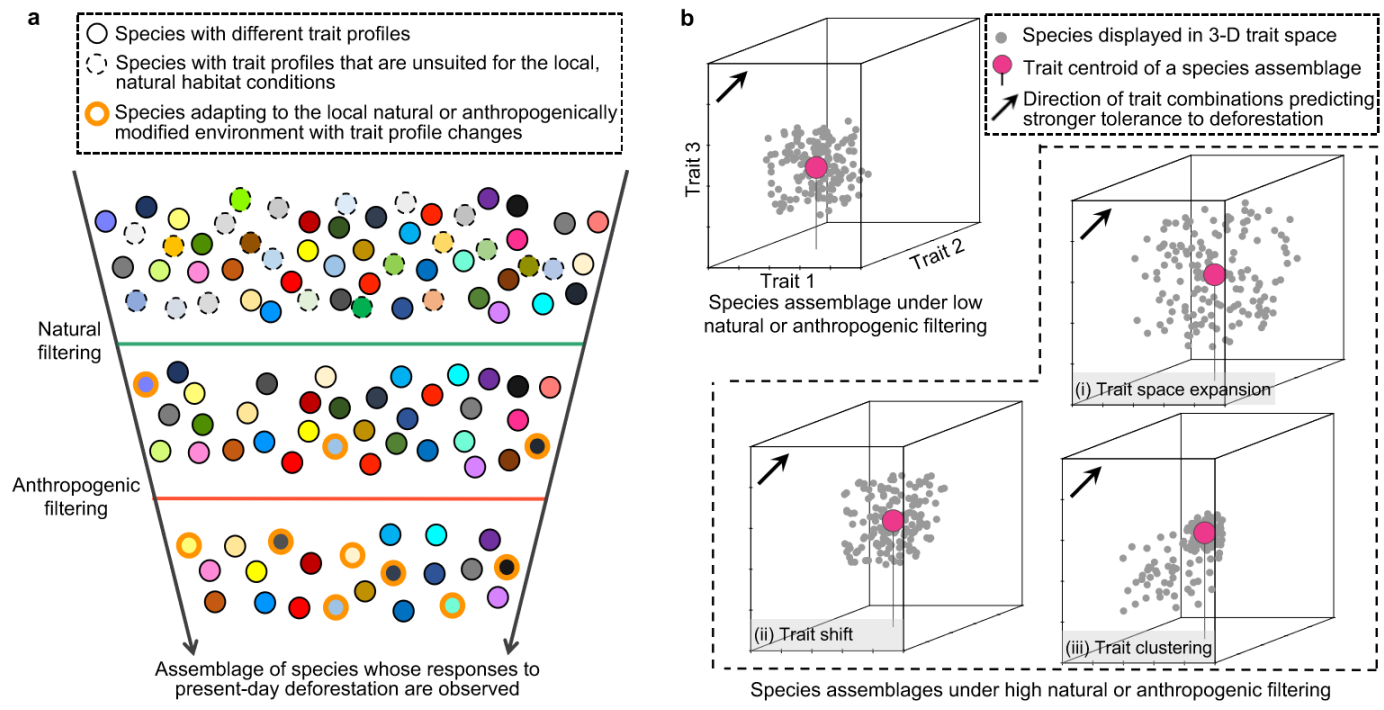 a
Species with different trait profiles
Species with trait profiles that are unsuited for the local,
natural habitat conditions
Species adapting to the local natural or anthropogenically
modified environment with trait profile changes
Natural
filtering
Anthropogenic
filtering
Assemblage of species whose responses to
present-day deforestation are observed
b
Species displayed in 3-D trait space
Trait centroid of a species assemblage
Direction of trait combinations predicting
stronger tolerance to deforestation
Trait 3
Trait 1
Trait 2
Species assemblage under low
natural or anthropogenic filtering
(i) Trait space expansion
(ii) Trait shift
(iii) Trait clustering
Species assemblages under high natural or anthropogenic filtering